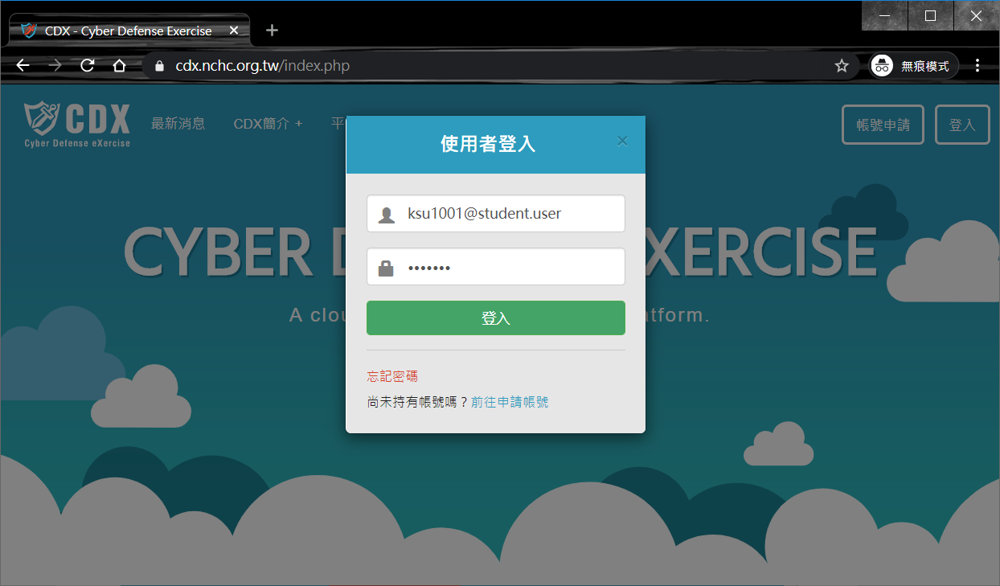 CDX - Cyber Defense Exercise
cdx.nchc.org.tw/index.php
無痕模式
CDX
Cyber Defense eXercise
最新消息 CDX簡介 + 平
帳號申請 登入
使用者登入 ×
ksu1001@student.user
•••••••
登入
忘記密碼
尚未持有帳號嗎？前往申請帳號
CYBER D XERCISE
A clou tform.